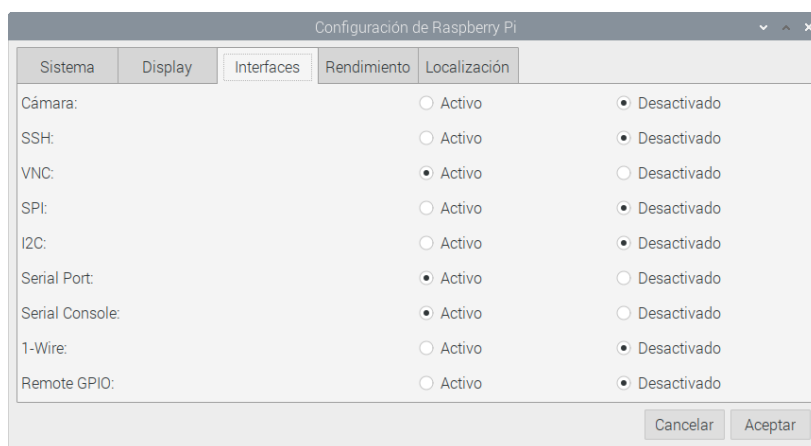 Configuración de Raspberry Pi
Sistema Display Interfaces Rendimiento Localización
Cámara: Activo Desactivado
SSH: Activo Desactivado
VNC: Activo Desactivado
SPI: Activo Desactivado
I2C: Activo Desactivado
Serial Port: Activo Desactivado
Serial Console: Activo Desactivado
1-Wire: Activo Desactivado
Remote GPIO: Activo Desactivado
Cancelar Aceptar